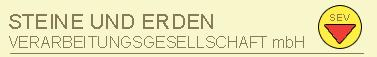 STEINE UND ERDEN
VERARBEITUNGSGESELLSCHAFT mbH
SEV